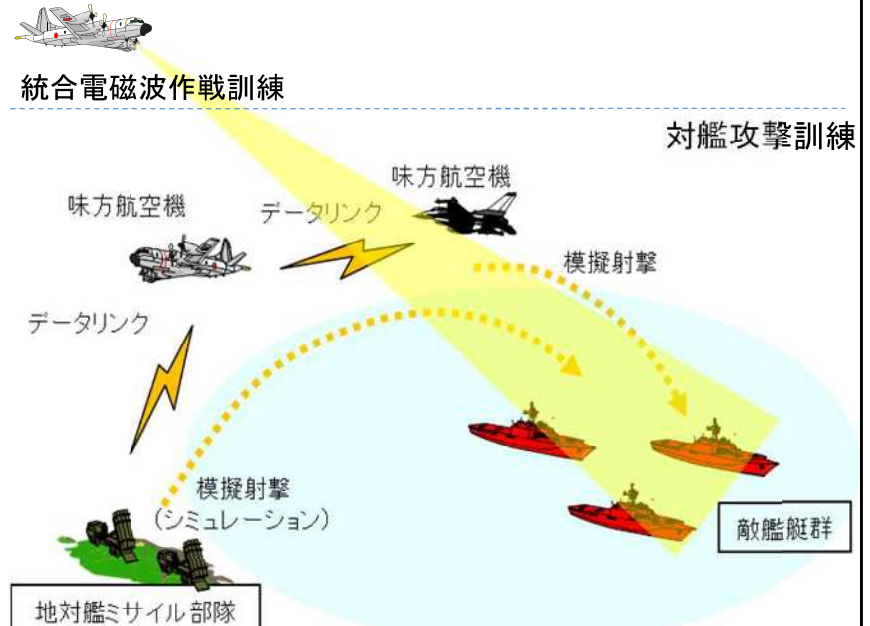 統合電磁波作戦訓練
対艦攻撃訓練
味方航空機
味方航空機
データリンク
模擬射撃
データリンク
模擬射撃
(シミュレーション)
敵艦艇群
地対艦ミサイル部隊